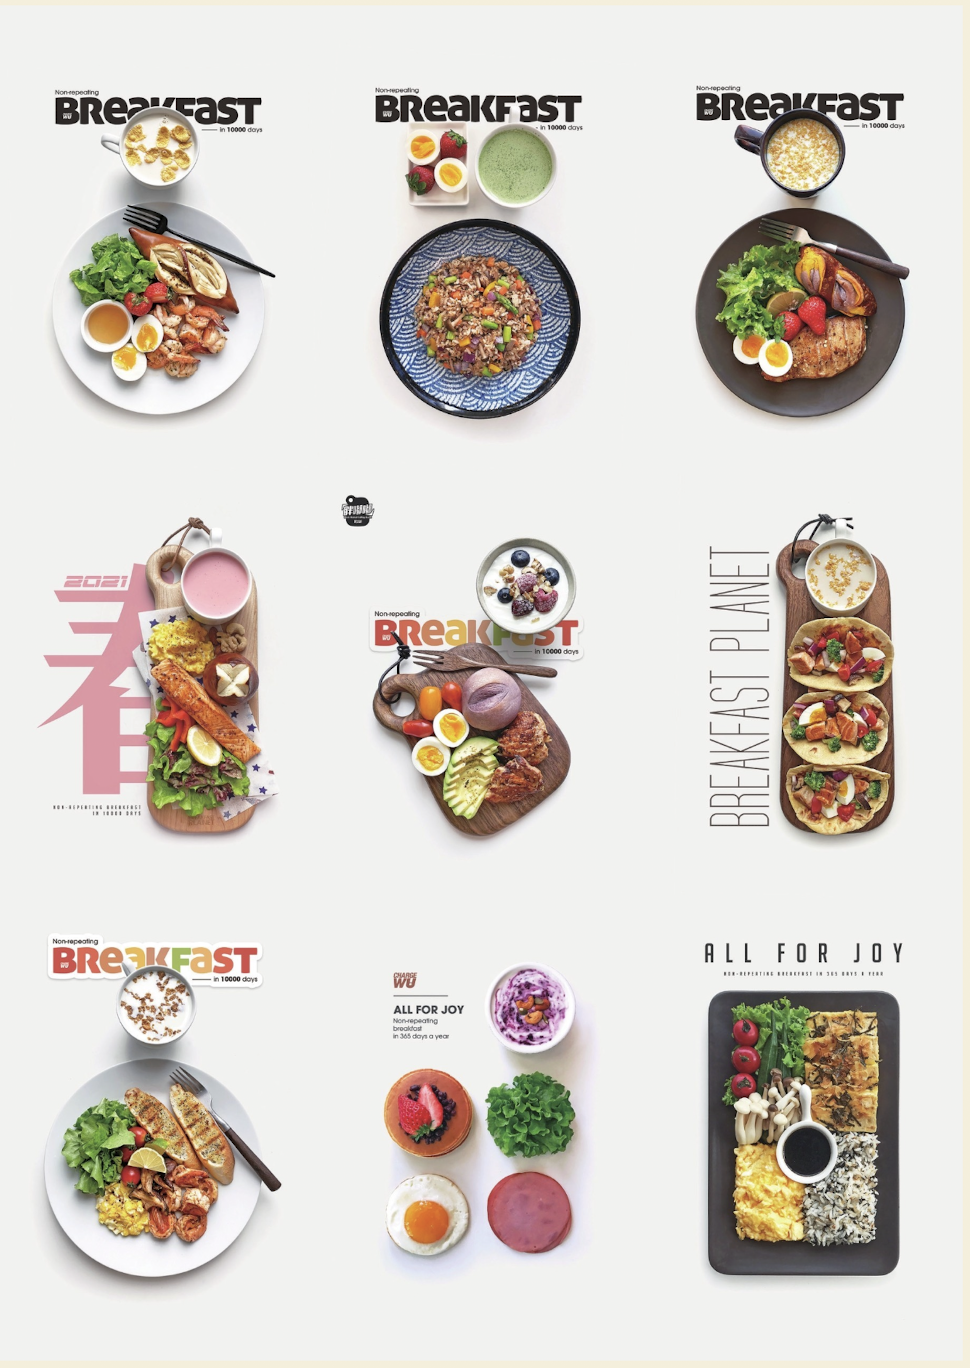 Non-repeating
BReaKFaST
WU
in 10000 days
Non-repeating
BReaKFaST
WU
in 10000 days
Non-repeating
BReaKFaST
WU
in 10000 days
2021
春
NON-REPEATING BREAKFAST
IN 10000 DAYS
Non-repeating
BReaKFaST
WU
in 10000 days
BREAKFAST PLANET
Non-repeating
BReaKFaST
WU
in 10000 days
CHARGE
WU
ALL FOR JOY
Non-repeating
breakfast
in 365 days a year
ALL FOR JOY
NON-REPEATING BREAKFAST IN 365 DAYS A YEAR